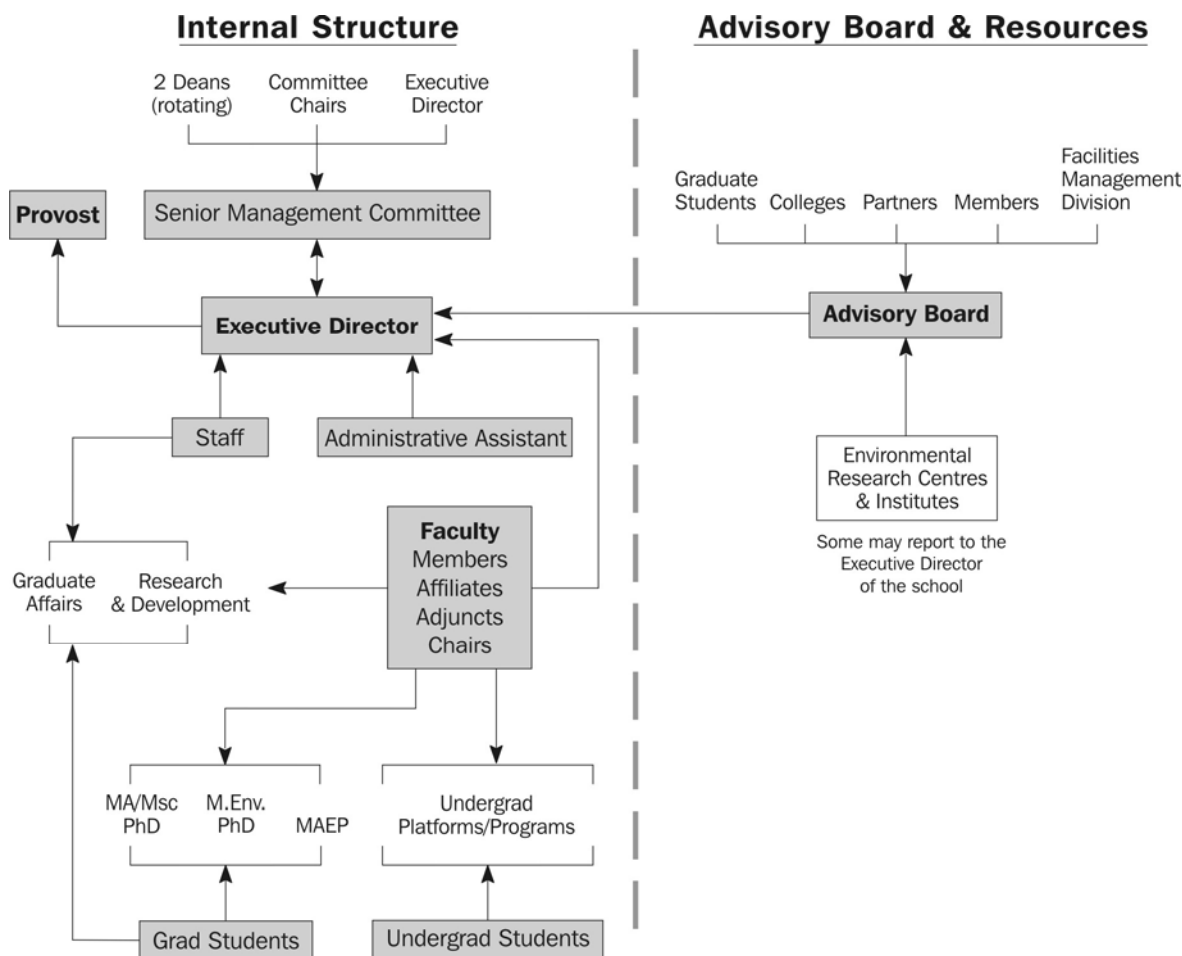 Internal Structure
2 Deans
(rotating)
Committee
Chairs
Executive
Director
Provost
Senior Management Committee
Executive Director
Staff
Administrative Assistant
Graduate
Affairs
Research
& Development
Faculty
Members
Affiliates
Adjuncts
Chairs
MA/Msc
PhD
M.Env.
PhD
MAEP
Undergrad
Platforms/Programs
Grad Students
Undergrad Students
Advisory Board & Resources
Graduate
Students
Colleges
Partners
Members
Facilities
Management
Division
Advisory Board
Environmental
Research Centres
& Institutes
Some may report to the
Executive Director
of the school